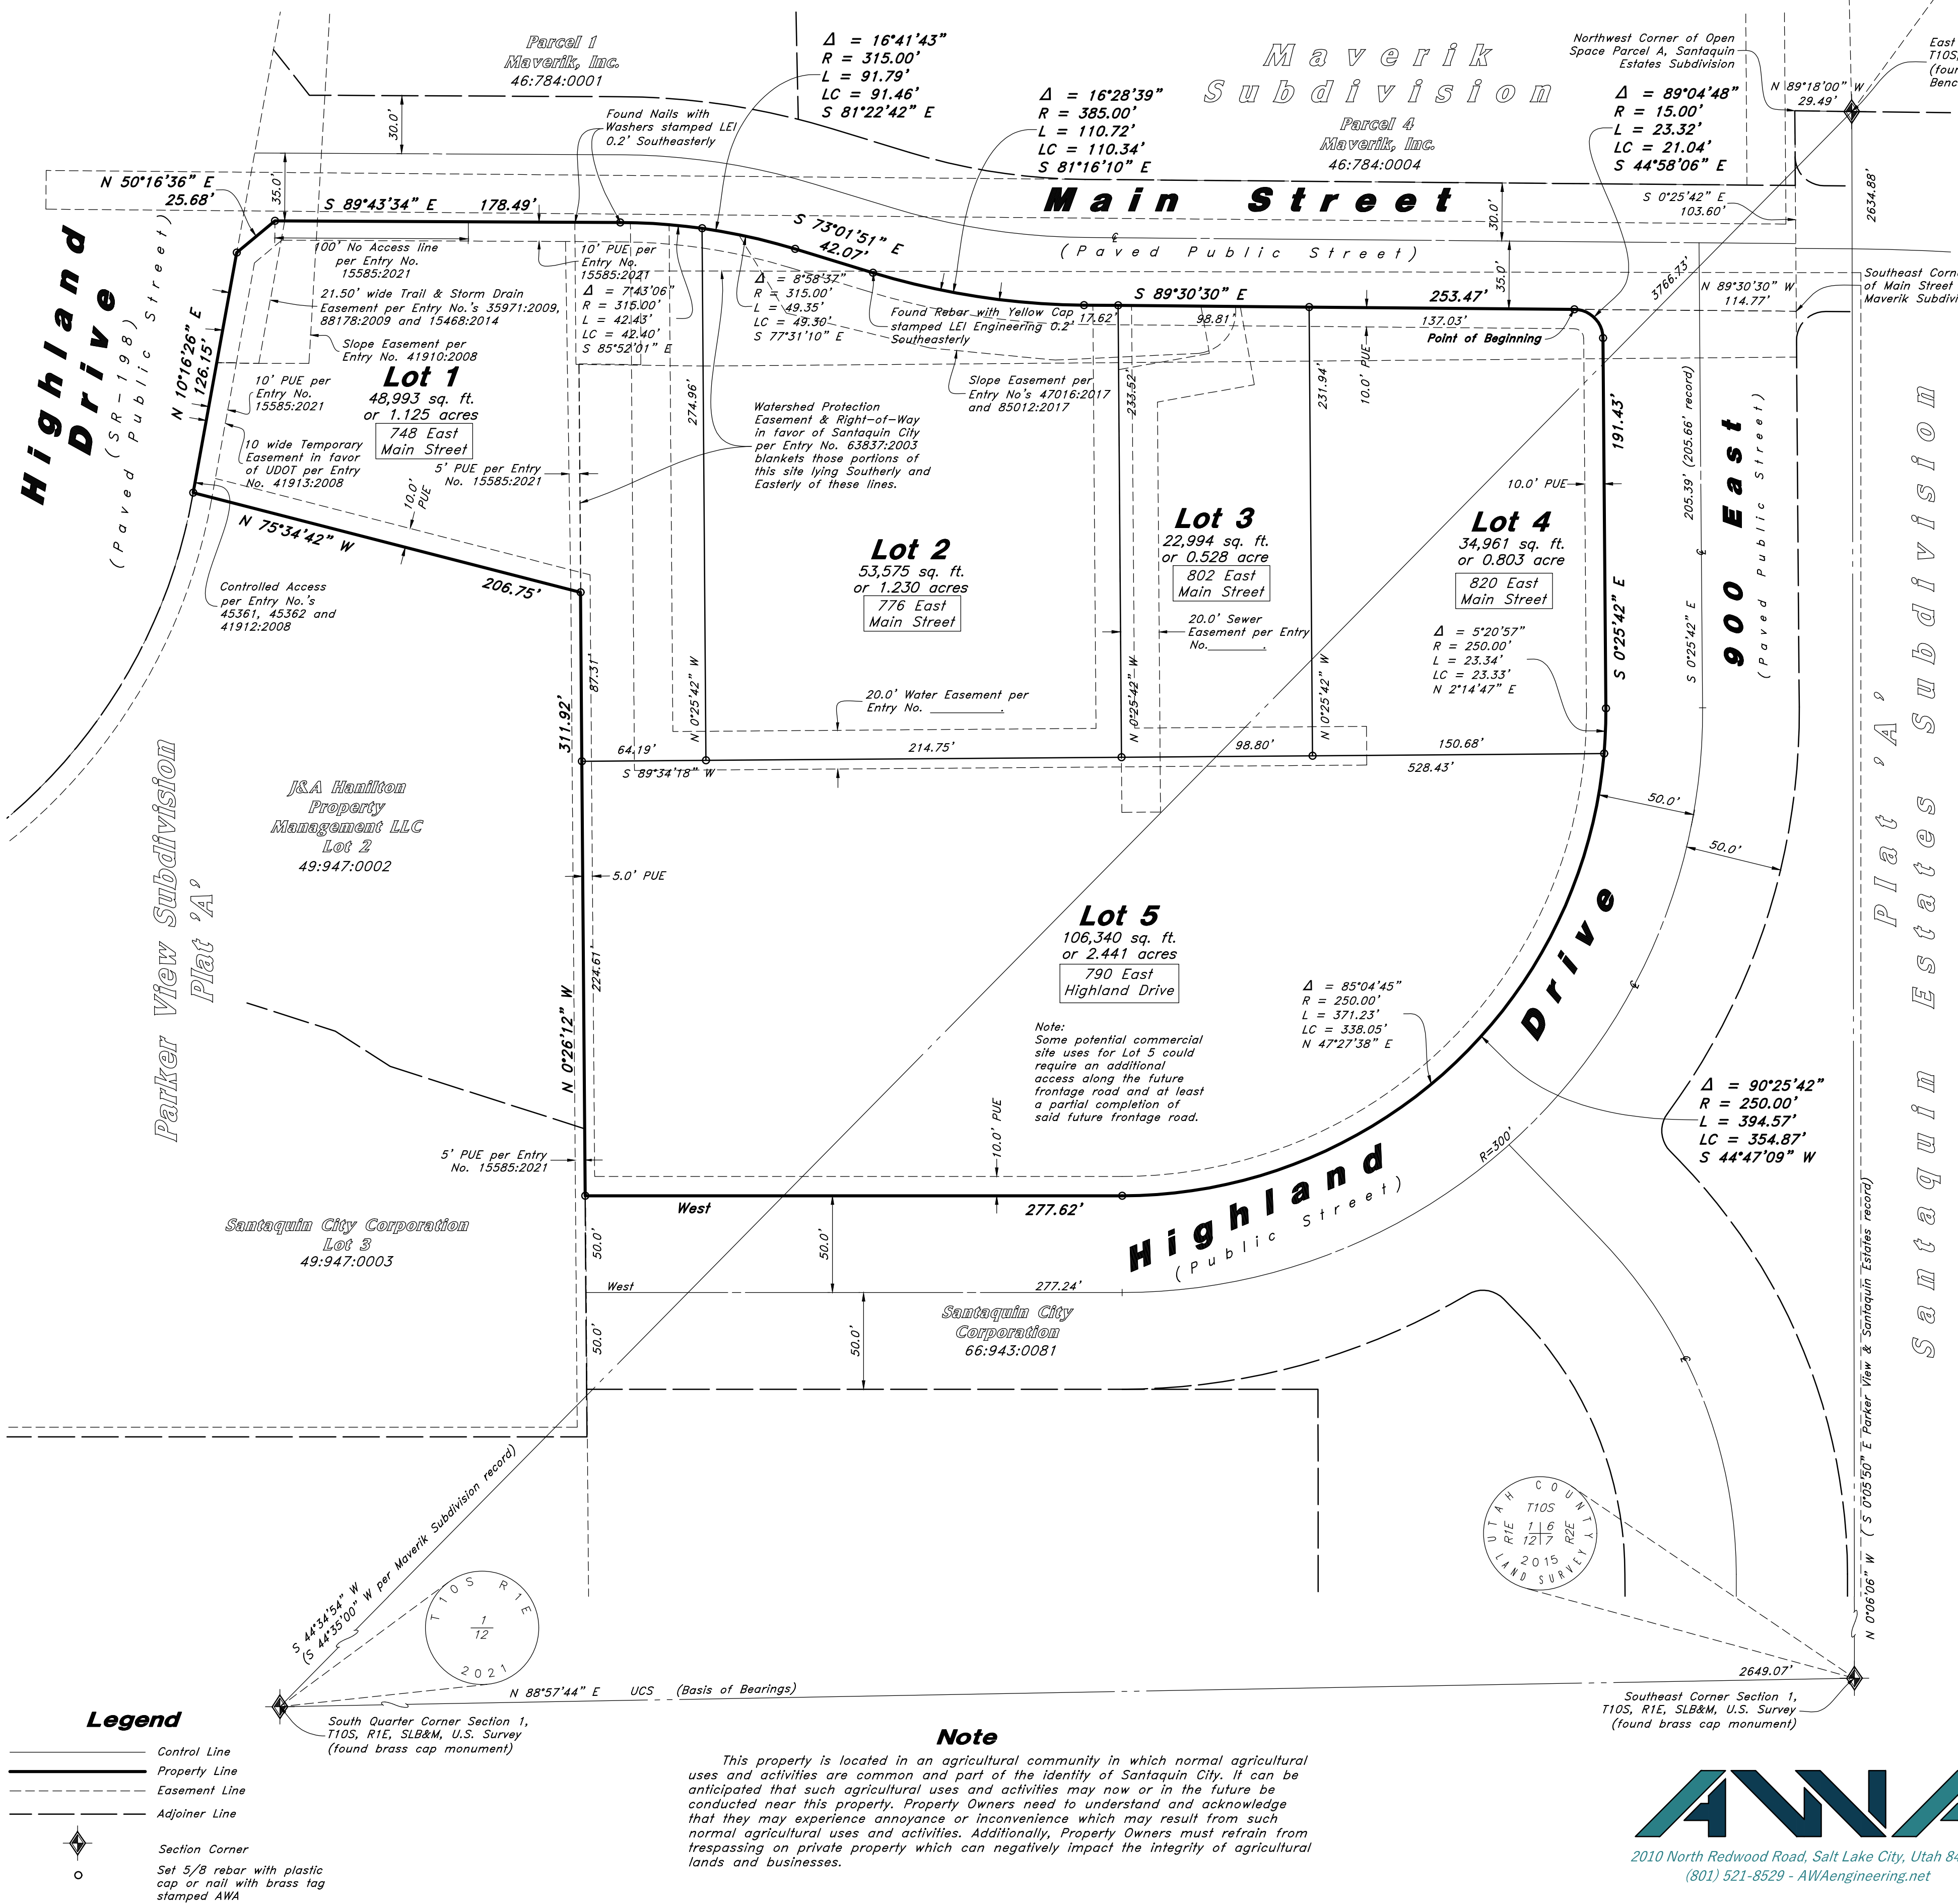 Parcel 1
Maverik, Inc.
46:784:0001
Δ = 16°41'43"
R = 315.00'
L = 91.79'
LC = 91.46'
S 81°22'42" E
Δ = 16°28'39"
R = 385.00'
L = 110.72'
LC = 110.34'
S 81°16'10" E
Maverik
Subdivision
Parcel 4
Maverik, Inc.
46:784:0004
Northwest Corner of Open
Space Parcel A, Santaquin
Estates Subdivision
Δ = 89°04'48"
R = 15.00'
L = 23.32'
LC = 21.04'
S 44°58'06" E
N 89°18'00" W
29.49'
East
T10S,
(four
Benc
2634.88'
Found Nails with
Washers stamped LEI
0.2' Southeasterly
30.0'
35.0'
N 50°16'36" E
25.68'
S 89°43'34" E 178.49'
S 73°01'51" E
42.07'
Main Street
(Paved Public Street)
℄
30.0'
35.0'
S 0°25'42" E
103.60'
3766.73'
Southeast Corn
of Main Street
Maverik Subdivi
N 89°30'30" W
114.77'
Highland
Drive
(SR-198)
(Paved Public Street)
N 10°16'26" E
126.15'
100' No Access line
per Entry No.
15585:2021
21.50' wide Trail & Storm Drain
Easement per Entry No.'s 35971:2009,
88178:2009 and 15468:2014
Slope Easement per
Entry No. 41910:2008
10' PUE per
Entry No.
15585:2021
10' PUE per
Entry No.
15585:2021
Δ = 7°43'06"
R = 315.00'
L = 42.43'
LC = 42.40'
S 85°52'01" E
Δ = 8°58'37"
R = 315.00'
L = 49.35'
LC = 49.30'
S 77°31'10" E
Found Rebar with Yellow Cap
stamped LEI Engineering 0.2'
Southeasterly
S 89°30'30" E
253.47'
17.62'
98.81'
137.03'
Point of Beginning
Slope Easement per
Entry No's 47016:2017
and 85012:2017
Lot 1
48,993 sq. ft.
or 1.125 acres
748 East
Main Street
10 wide Temporary
Easement in favor
of UDOT per Entry
No. 41913:2008
5' PUE per Entry
No. 15585:2021
10.0'
PUE
N 75°34'42" W
206.75'
Controlled Access
per Entry No.'s
45361, 45362 and
41912:2008
Watershed Protection
Easement & Right-of-Way
in favor of Santaquin City
per Entry No. 63837:2003
blankets those portions of
this site lying Southerly and
Easterly of these lines.
274.96'
233.52'
231.94'
10.0' PUE
191.43'
205.39' (205.66' record)
900 East
(Paved Public Street)
10.0' PUE
Lot 2
53,575 sq. ft.
or 1.230 acres
776 East
Main Street
Lot 3
22,994 sq. ft.
or 0.528 acre
802 East
Main Street
Lot 4
34,961 sq. ft.
or 0.803 acre
820 East
Main Street
20.0' Sewer
Easement per Entry
No.______.
Δ = 5°20'57"
R = 250.00'
L = 23.34'
LC = 23.33'
N 2°14'47" E
S 0°25'42" E
S 0°25'42" E
℄
20.0' Water Easement per
Entry No. ________.
N 0°25'42" W
N 0°25'42" W
N 0°25'42" W
87.31'
311.92'
64.19'
214.75'
98.80'
150.68'
S 89°34'18" W
528.43'
50.0'
50.0'
J&A Hanilton
Property
Management LLC
Lot 2
49:947:0002
Parker View Subdivision
Plat 'A'
5.0' PUE
224.61'
N 0°26'12" W
Lot 5
106,340 sq. ft.
or 2.441 acres
790 East
Highland Drive
Note:
Some potential commercial
site uses for Lot 5 could
require an additional
access along the future
frontage road and at least
a partial completion of
said future frontage road.
Δ = 85°04'45"
R = 250.00'
L = 371.23'
LC = 338.05'
N 47°27'38" E
Δ = 90°25'42"
R = 250.00'
L = 394.57'
LC = 354.87'
S 44°47'09" W
℄
R=300'
Highland Drive
(Public Street)
10.0' PUE
5' PUE per Entry
No. 15585:2021
West
277.62'
Santaquin City Corporation
Lot 3
49:947:0003
50.0'
50.0'
West
277.24'
50.0'
50.0'
Santaquin City
Corporation
66:943:0081
℄
Plat 'A'
Santaquin Estates Subdivision
N 0°06'06" W ( S 0°05'50" E Parker View & Santaquin Estates record)
S 44°34'54" W
(S 44°35'00" W per Maverik Subdivision record)
T10S R1E
1
12
2021
UTAH COUNTY
T10S
R1E 1 6 R2E
12 7
2015
LAND SURVEY
N 88°57'44" E UCS (Basis of Bearings)
2649.07'
South Quarter Corner Section 1,
T10S, R1E, SLB&M, U.S. Survey
(found brass cap monument)
Southeast Corner Section 1,
T10S, R1E, SLB&M, U.S. Survey
(found brass cap monument)
Legend
Control Line
Property Line
Easement Line
Adjoiner Line
Section Corner
Set 5/8 rebar with plastic
cap or nail with brass tag
stamped AWA
Note
This property is located in an agricultural community in which normal agricultural
uses and activities are common and part of the identity of Santaquin City. It can be
anticipated that such agricultural uses and activities may now or in the future be
conducted near this property. Property Owners need to understand and acknowledge
that they may experience annoyance or inconvenience which may result from such
normal agricultural uses and activities. Additionally, Property Owners must refrain from
trespassing on private property which can negatively impact the integrity of agricultural
lands and businesses.
AWA
2010 North Redwood Road, Salt Lake City, Utah 84
(801) 521-8529 - AWAengineering.net